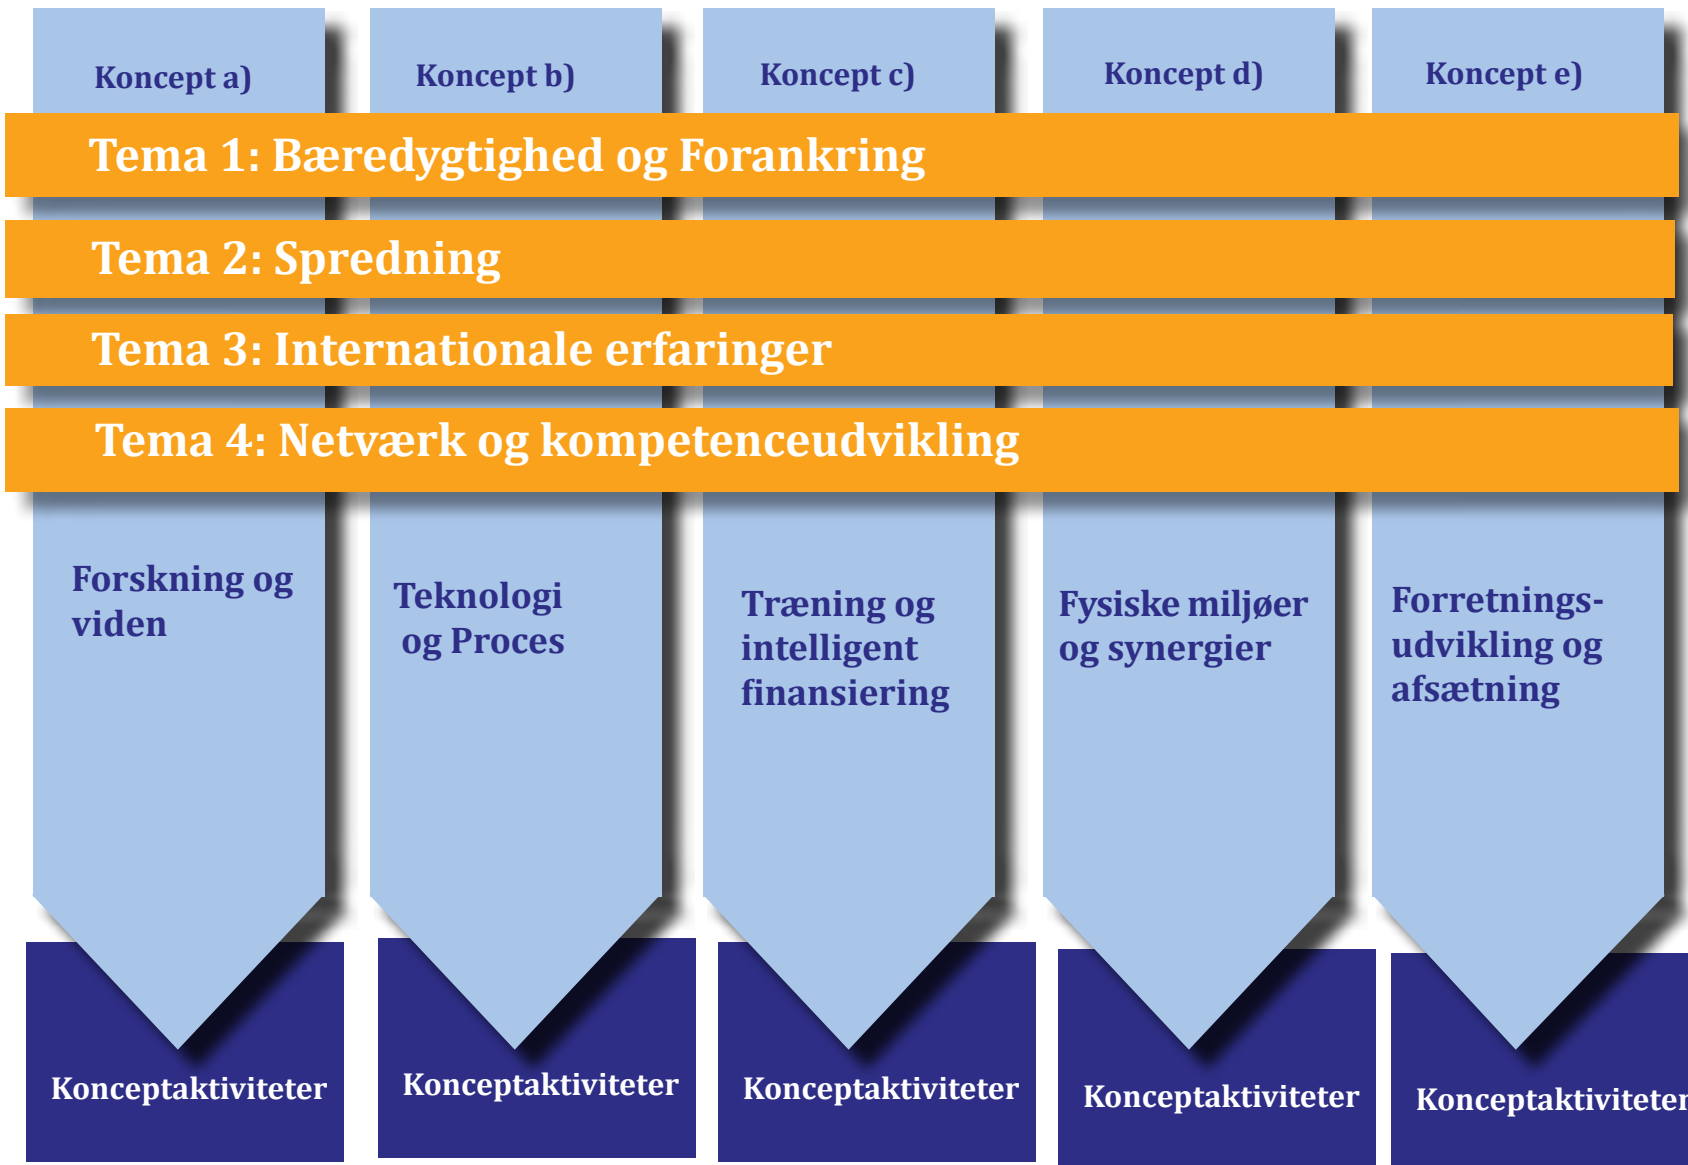 Koncept a)
Koncept b)
Koncept c)
Koncept d)
Koncept e)
Tema 1: Bæredygtighed og Forankring
Tema 2: Spredning
Tema 3: Internationale erfaringer
Tema 4: Netværk og kompetenceudvikling
Forskning og
viden
Teknologi
og Proces
Træning og
intelligent
finansiering
Fysiske miljøer
og synergier
Forretnings-
udvikling og
afsætning
Konceptaktiviteter
Konceptaktiviteter
Konceptaktiviteter
Konceptaktiviteter
Konceptaktiviteter